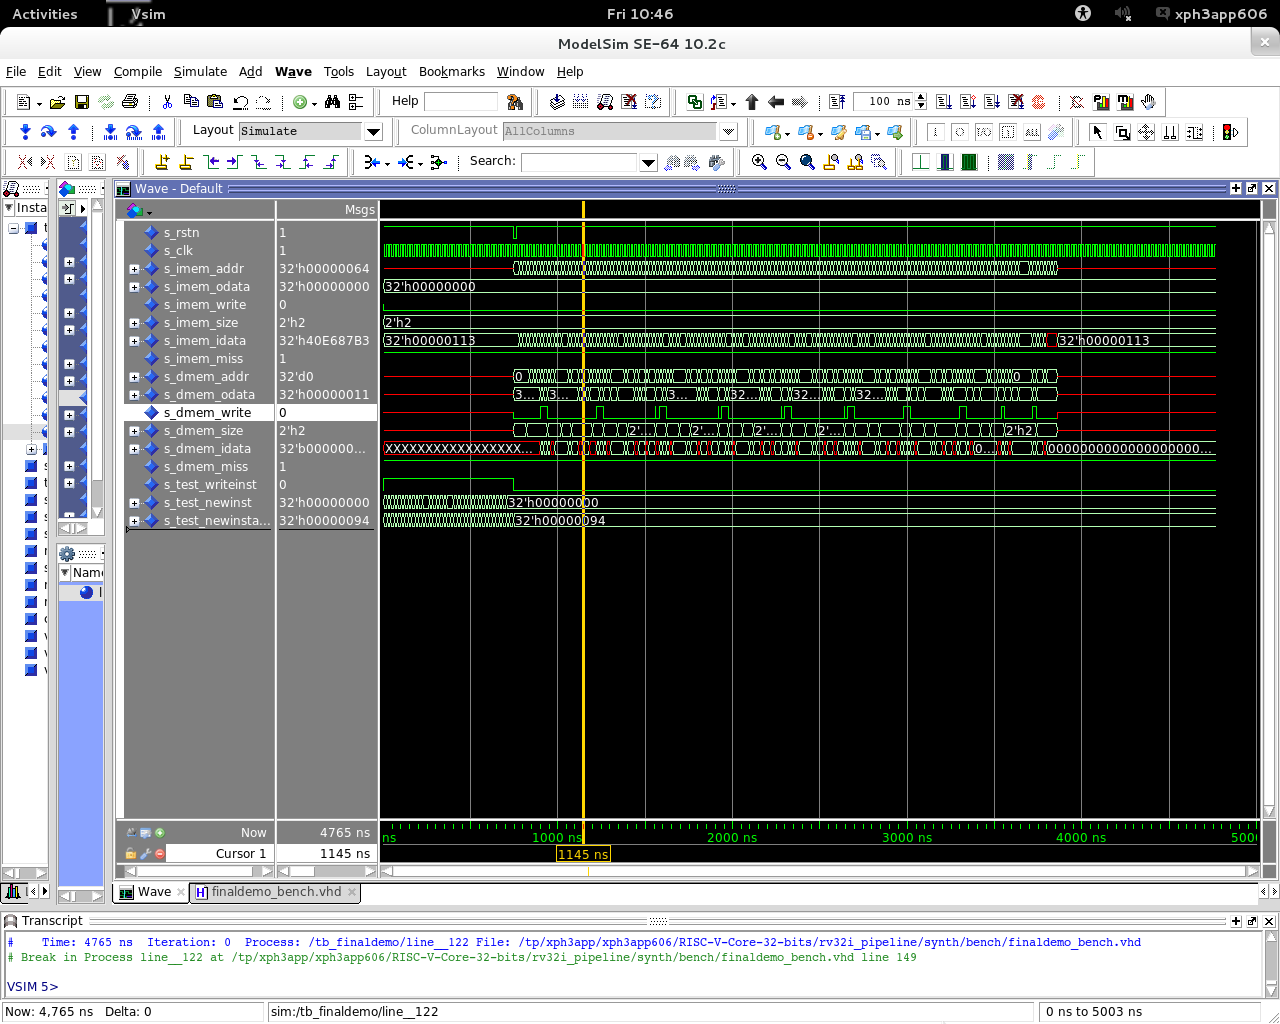 Activities Vsim Fri 10:46 xph3app606
ModelSim SE-64 10.2c
File Edit View Compile Simulate Add Wave Tools Layout Bookmarks Window Help
Help 100 ns
Layout Simulate ColumnLayout AllColumns
Search:
Wave - Default
Insta
Msgs
s_rstn 1
s_clk 1
s_imem_addr 32'h00000064
s_imem_odata 32'h00000000 32'h00000000
s_imem_write 0
s_imem_size 2'h2 2'h2
s_imem_idata 32'h40E687B3 32'h00000113 32'h00000113
s_imem_miss 1
s_dmem_addr 32'd0 0 0
s_dmem_odata 32'h00000011 3... 3... 3... 32... 32... 32...
s_dmem_write 0
s_dmem_size 2'h2 2'... 2'... 2'... 2'... 2'h2
s_dmem_idata 32'b0000000... XXXXXXXXXXXXXXXXX... 0... 00000000000000000000...
s_dmem_miss 1
s_test_writeinst 0
s_test_newinst 32'h00000000 32'h00000000
s_test_newinsta... 32'h00000094 32'h00000094
Name
Now 4765 ns ns 1000 ns 2000 ns 3000 ns 4000 ns 5000
Cursor 1 1145 ns 1145 ns
Wave finaldemo_bench.vhd
Transcript
# Time: 4765 ns Iteration: 0 Process: /tb_finaldemo/line__122 File: /tp/xph3app/xph3app606/RISC-V-Core-32-bits/rv32i_pipeline/synth/bench/finaldemo_bench.vhd
# Break in Process line__122 at /tp/xph3app/xph3app606/RISC-V-Core-32-bits/rv32i_pipeline/synth/bench/finaldemo_bench.vhd line 149
VSIM 5>
Now: 4,765 ns Delta: 0 sim:/tb_finaldemo/line__122 0 ns to 5003 ns